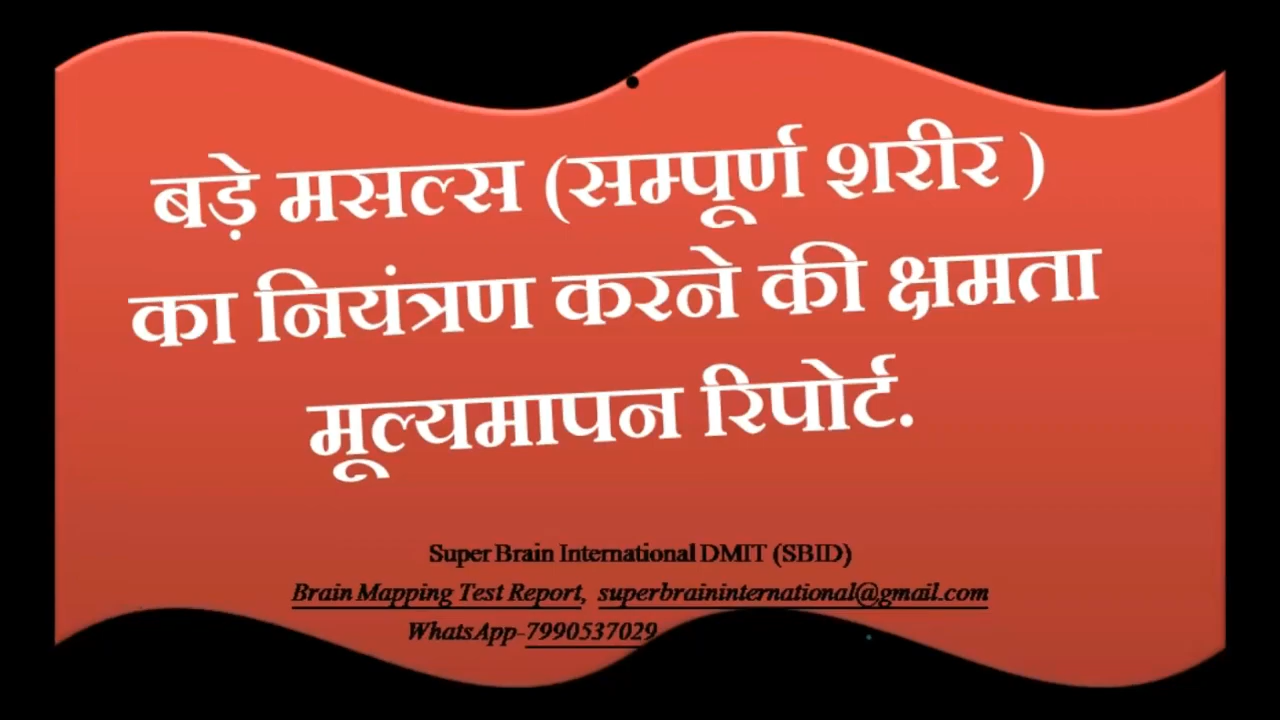 बड़े मसल्स (सम्पूर्ण शरीर )
का नियंत्रण करने की क्षमता
मूल्यमापन रिपोर्ट.
Super Brain International DMIT (SBID)
Brain Mapping Test Report, superbraininternational@gmail.com
WhatsApp-7990537029